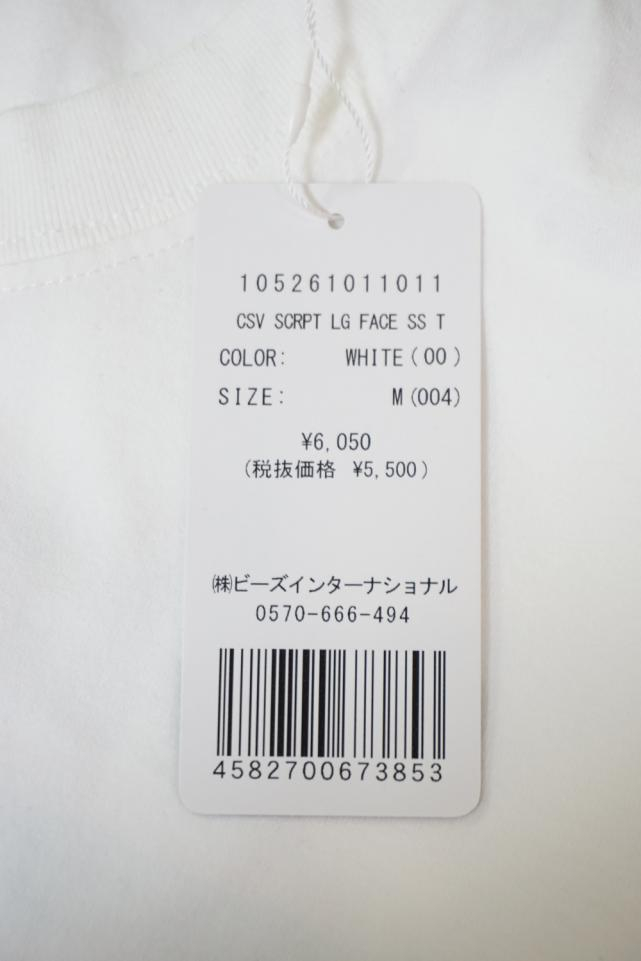 105261011011
CSV SCRPT LG FACE SS T
COLOR: WHITE(00)
SIZE: M(004)
¥6,050
(税抜価格 ¥5,500)
㈱ビーズインターナショナル
0570-666-494
4582700673853